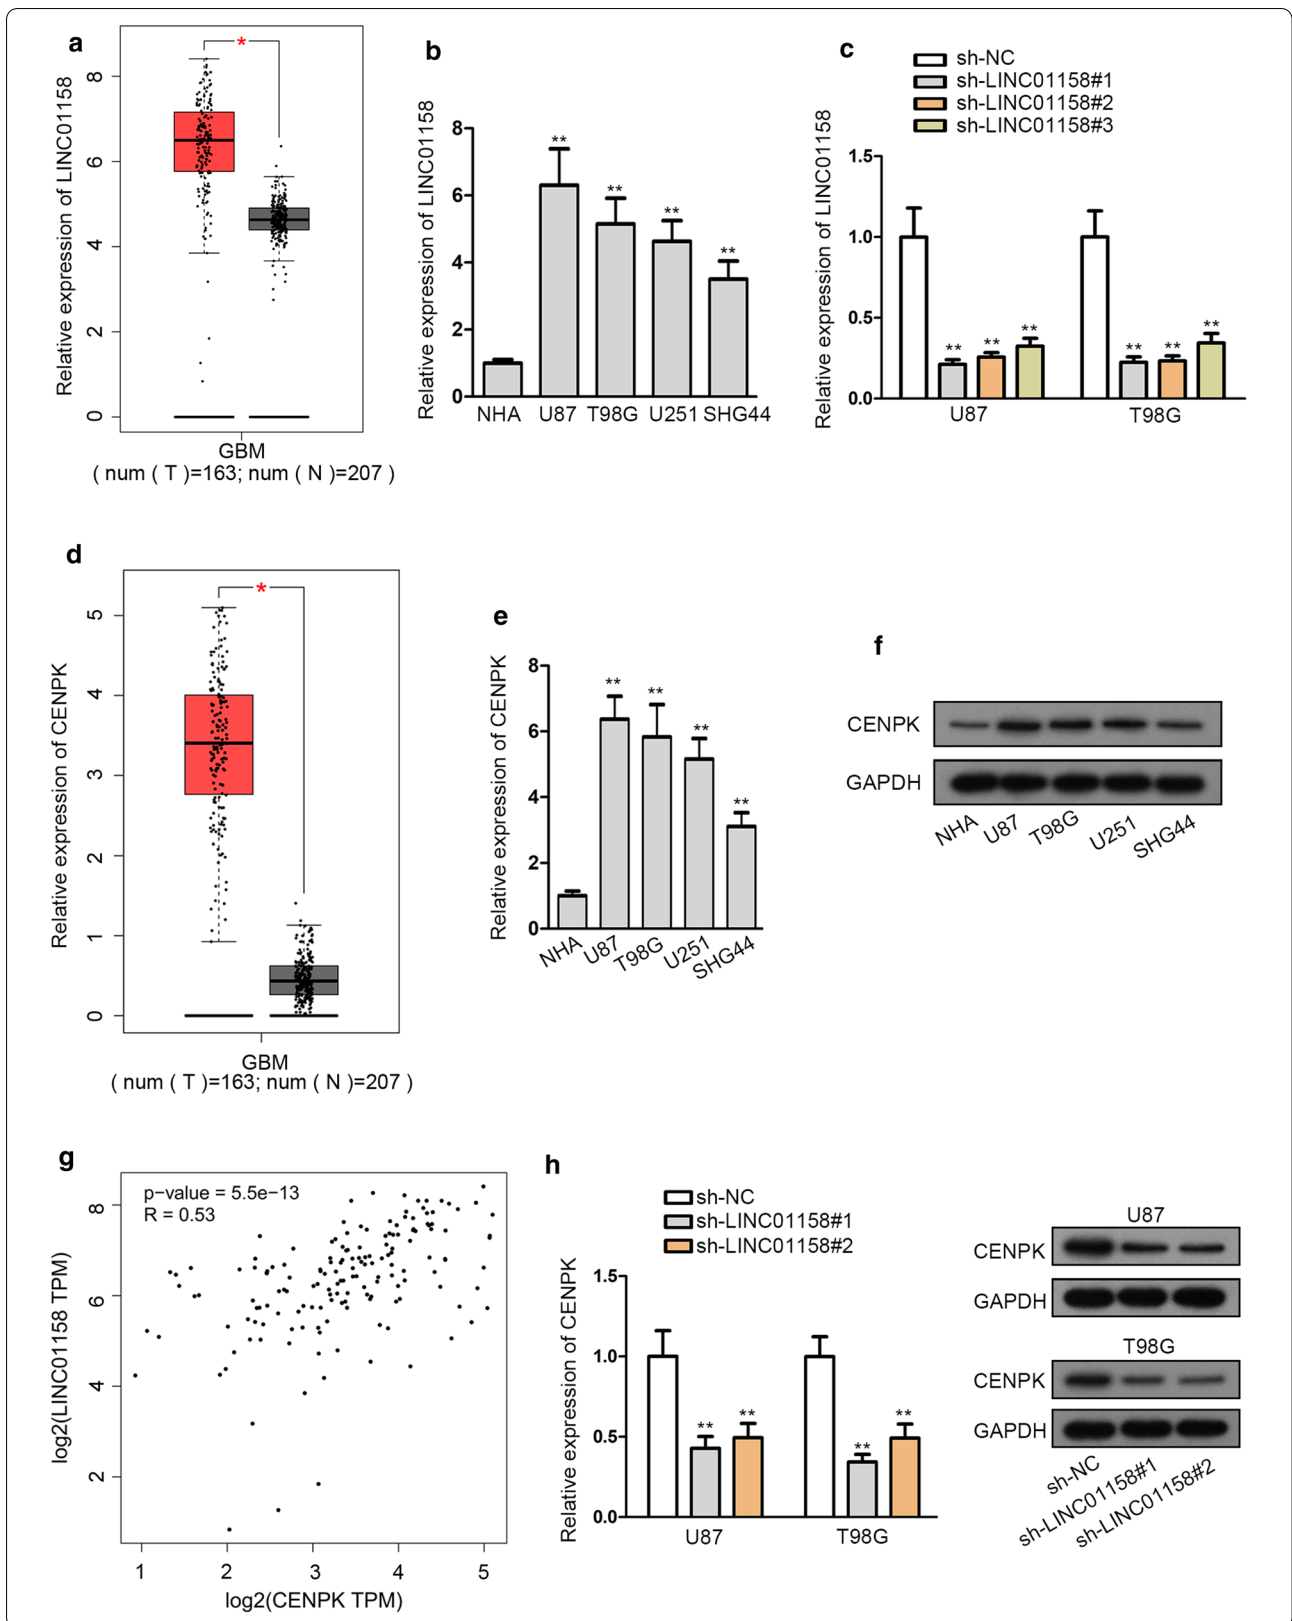 a
*
Relative expression of LINC01158
8
6
4
2
0
GBM
( num ( T )=163; num ( N )=207 )
b
Relative expression of LINC01158
8
6
4
2
0
**
**
**
**
NHA U87 T98G U251 SHG44
c
sh-NC
sh-LINC01158#1
sh-LINC01158#2
sh-LINC01158#3
Relative expression of LINC01158
1.5
1.0
0.5
0.0
** ** **
** ** **
U87 T98G
d
*
Relative expression of CENPK
5
4
3
2
1
0
GBM
( num ( T )=163; num ( N )=207 )
e
Relative expression of CENPK
8
6
4
2
0
**
**
**
**
NHA U87 T98G U251 SHG44
f
CENPK
GAPDH
NHA U87 T98G U251 SHG44
g
p-value = 5.5e-13
R = 0.53
log2(LINC01158 TPM)
8
6
4
2
1 2 3 4 5
log2(CENPK TPM)
h
sh-NC
sh-LINC01158#1
sh-LINC01158#2
Relative expression of CENPK
1.5
1.0
0.5
0.0
** **
** **
U87 T98G
U87
CENPK
GAPDH
T98G
CENPK
GAPDH
sh-NC
sh-LINC01158#1
sh-LINC01158#2